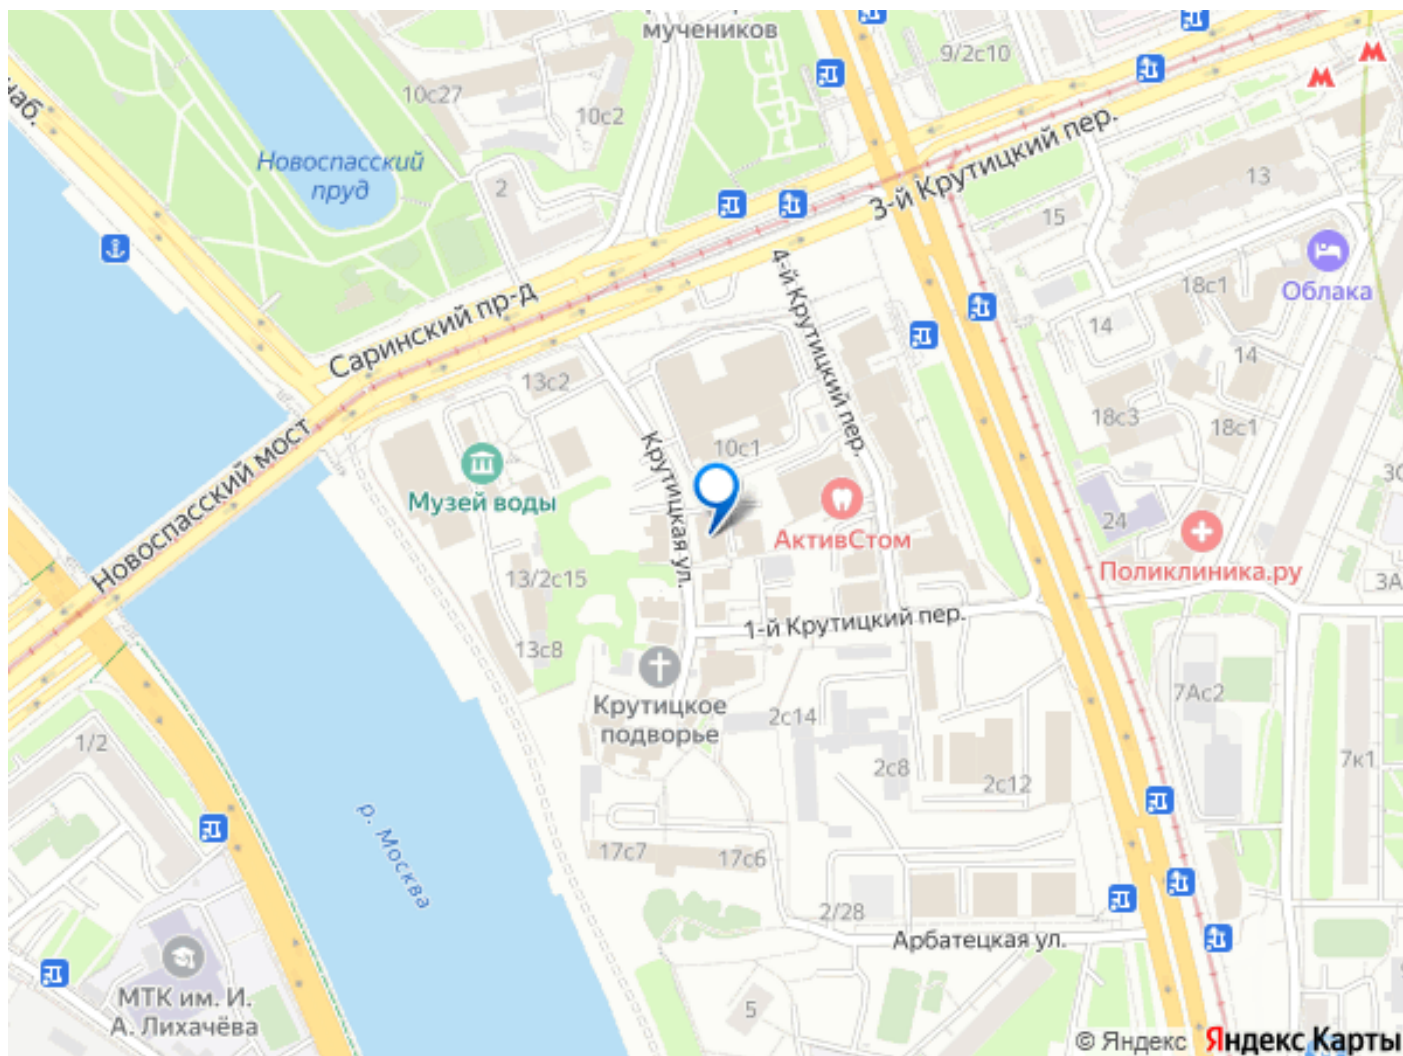 мучеников
9/2с10
наб.
10с27
10с2
3-й Крутицкий пер.
Новоспасский
пруд
2
13
15
4-й Крутицкий пер.
Облака
18с1
Саринский пр-д
14
14
13с2
18с3
18с1
10с1
Крутицкая ул.
Новоспасский мост
Музей воды
АктивСтом
24
Поликлиника.ру
13/2с15
1-й Крутицкий пер.
13с8
Крутицкое
подворье
2с14
7Ас2
1/2
2с8
2с12
7к1
р. Москва
17с7
17с6
2/28
Арбатецкая ул.
МТК им. И.
А. Лихачёва
5
© Яндекс Яндекс Карты